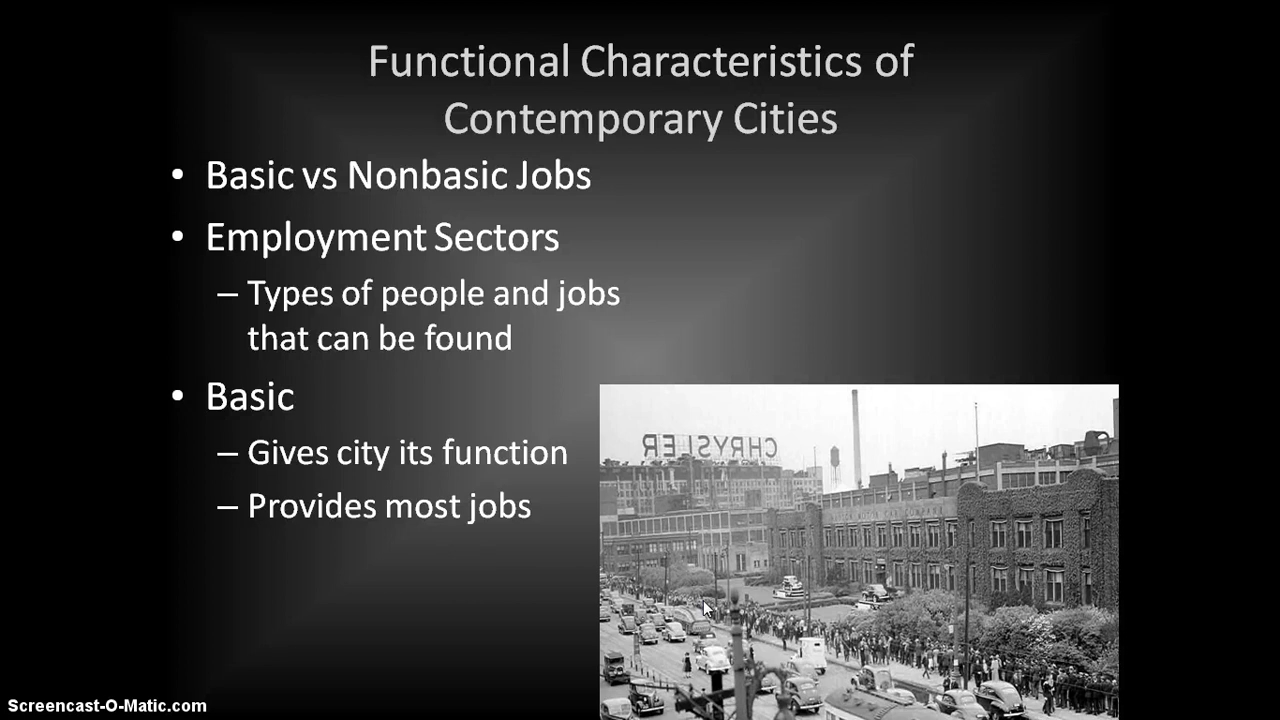 Functional Characteristics of
Contemporary Cities
• Basic vs Nonbasic Jobs
• Employment Sectors
– Types of people and jobs
that can be found
• Basic
– Gives city its function
– Provides most jobs
CHRYSLER
Screencast-O-Matic.com